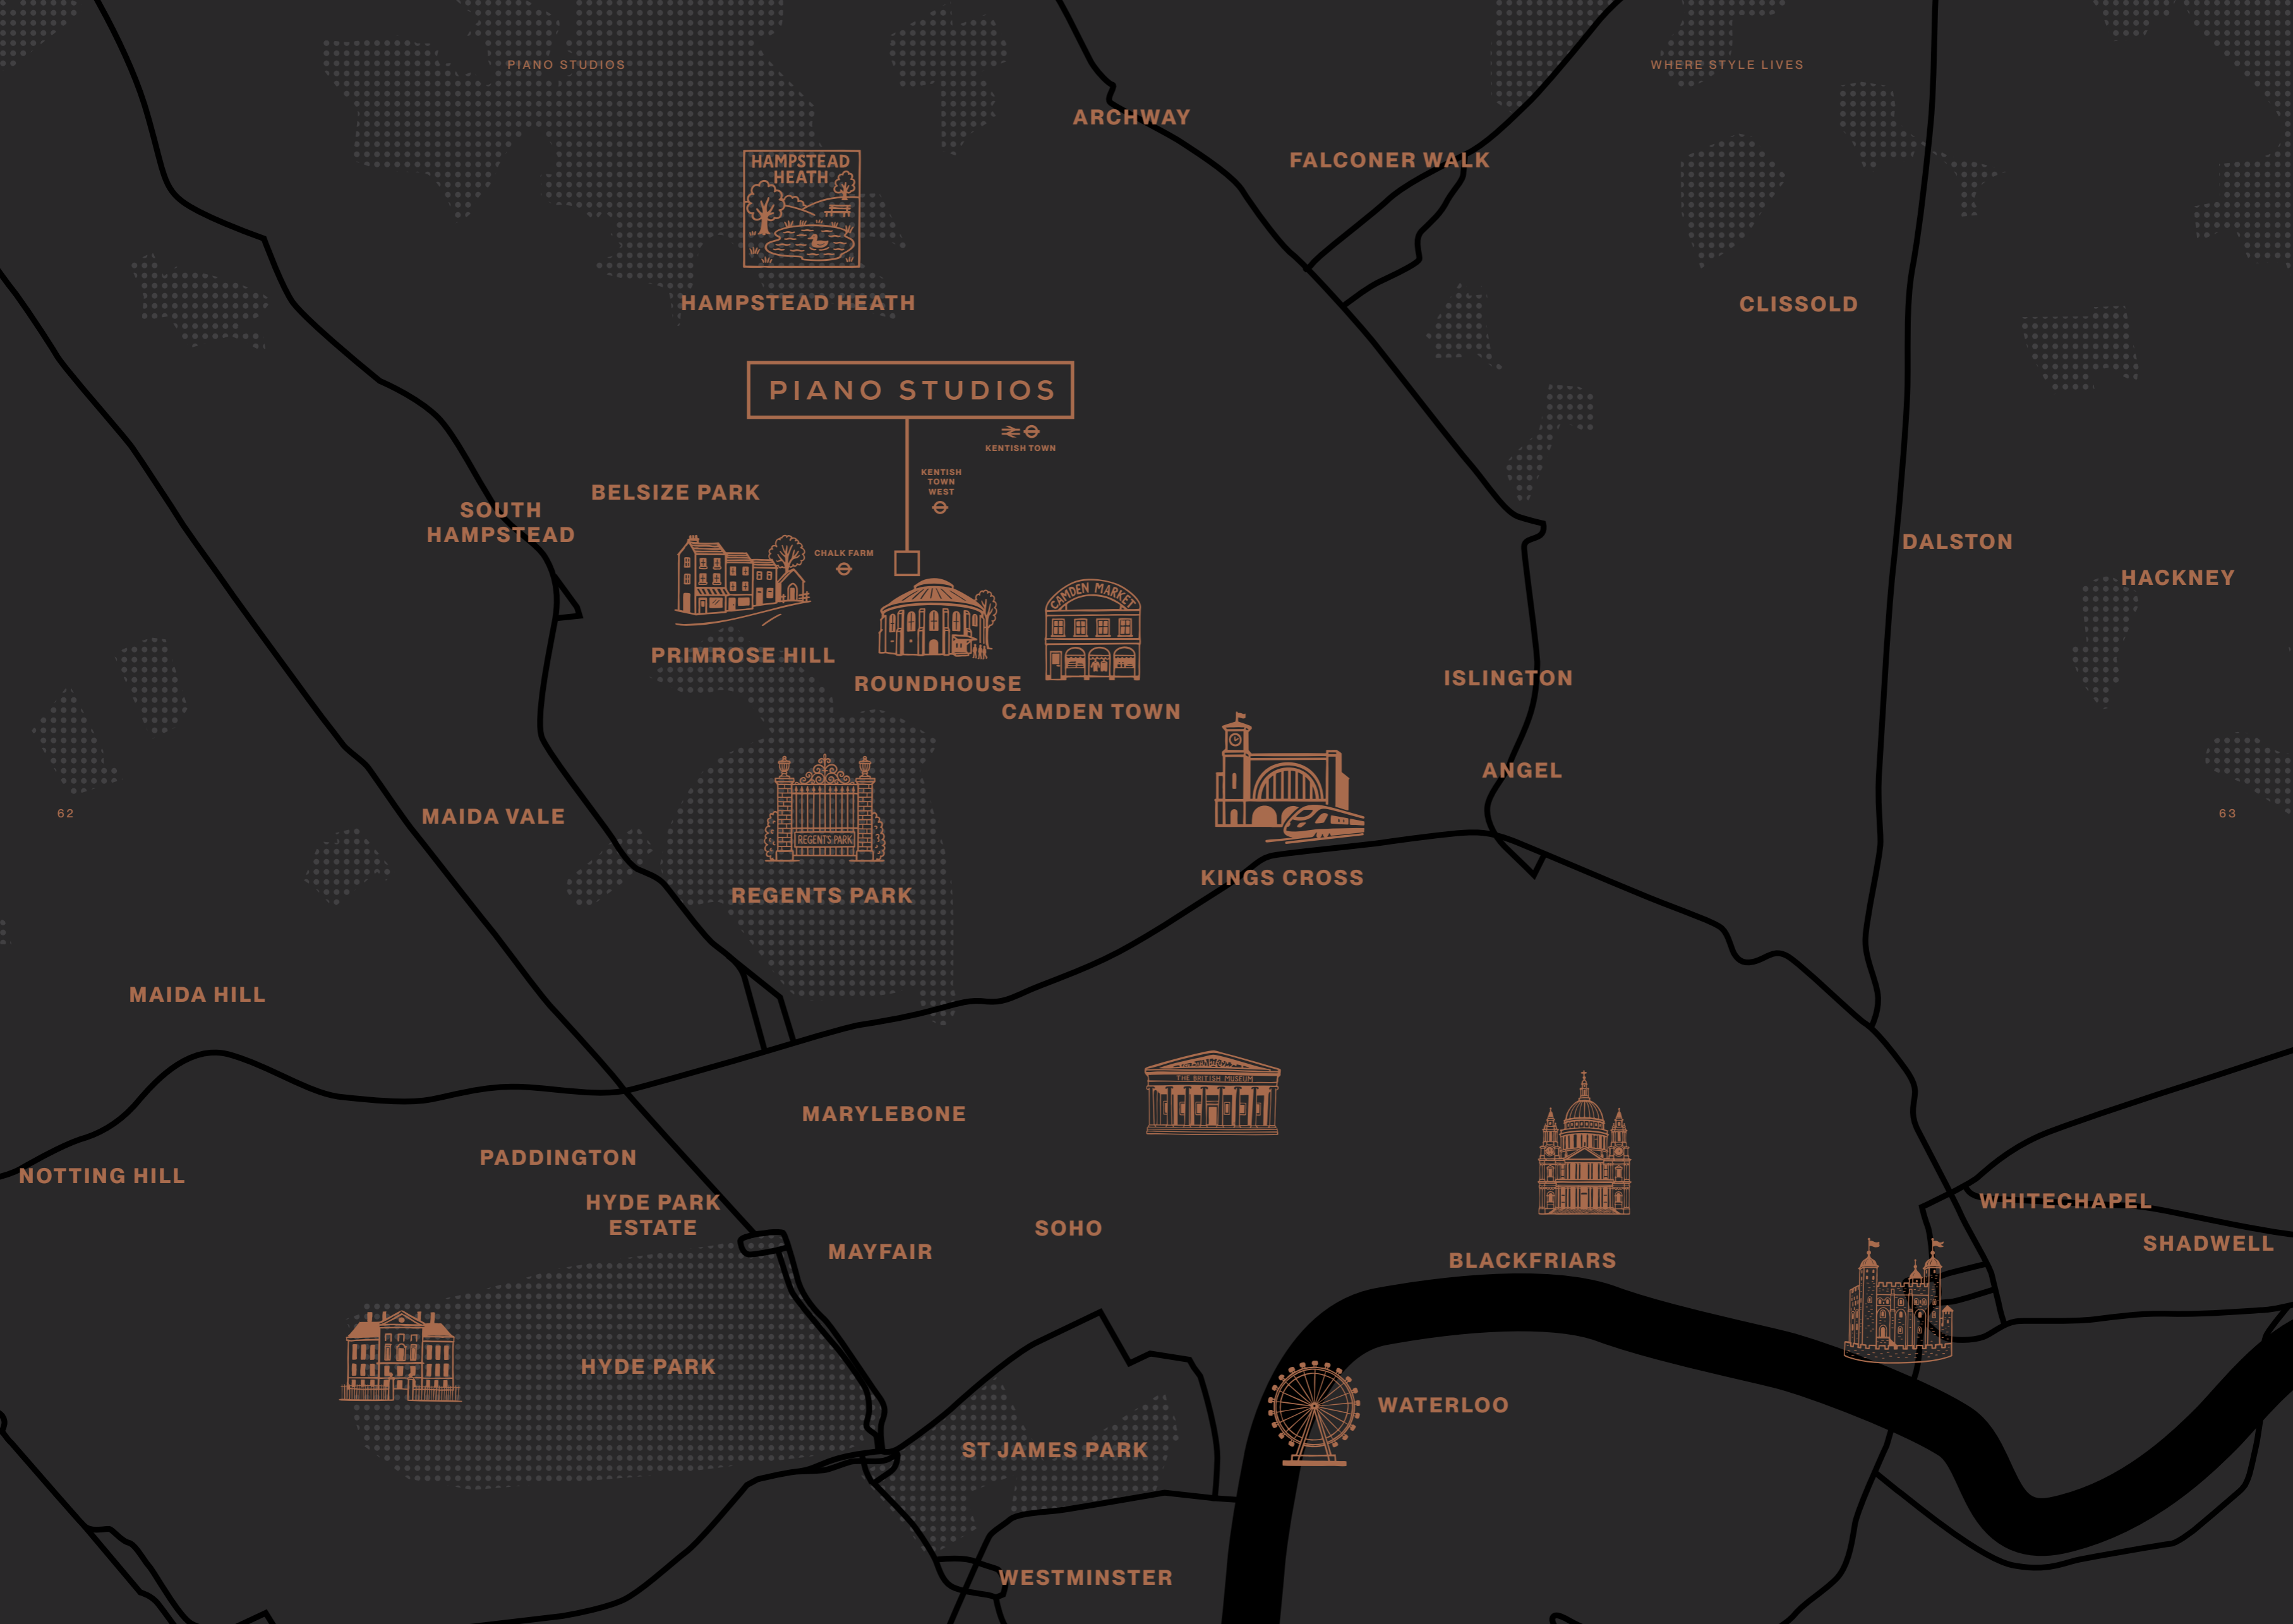 PIANO STUDIOS
WHERE STYLE LIVES
ARCHWAY
FALCONER WALK
HAMPSTEAD
HEATH
HAMPSTEAD HEATH
CLISSOLD
PIANO STUDIOS
KENTISH TOWN
KENTISH
TOWN
WEST
BELSIZE PARK
SOUTH
HAMPSTEAD
CHALK FARM
DALSTON
HACKNEY
CAMDEN MARKET
PRIMROSE HILL
ROUNDHOUSE
CAMDEN TOWN
ISLINGTON
ANGEL
62
MAIDA VALE
REGENTS PARK
63
KINGS CROSS
REGENTS PARK
MAIDA HILL
THE BRITISH MUSEUM
MARYLEBONE
PADDINGTON
NOTTING HILL
HYDE PARK
ESTATE
SOHO
MAYFAIR
BLACKFRIARS
WHITECHAPEL
SHADWELL
HYDE PARK
WATERLOO
ST JAMES PARK
WESTMINSTER